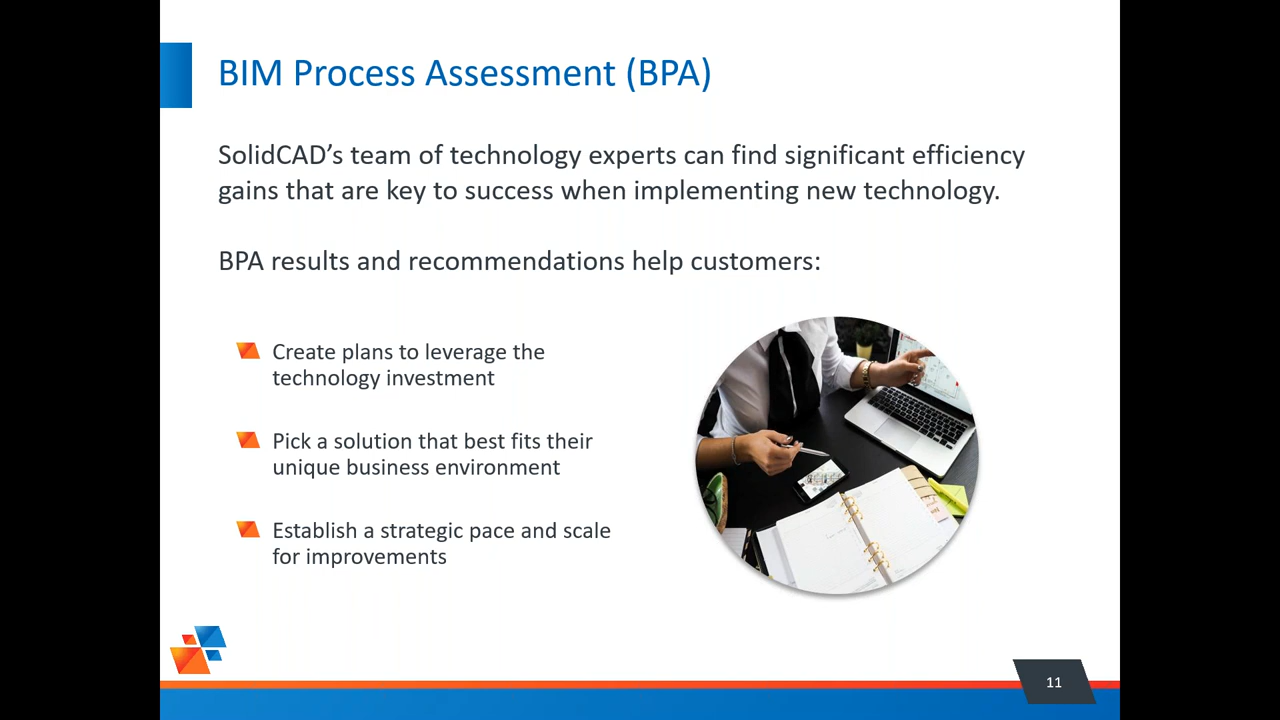 BIM Process Assessment (BPA)
SolidCAD’s team of technology experts can find significant efficiency
gains that are key to success when implementing new technology.
BPA results and recommendations help customers:
Create plans to leverage the
technology investment
Pick a solution that best fits their
unique business environment
Establish a strategic pace and scale
for improvements
11